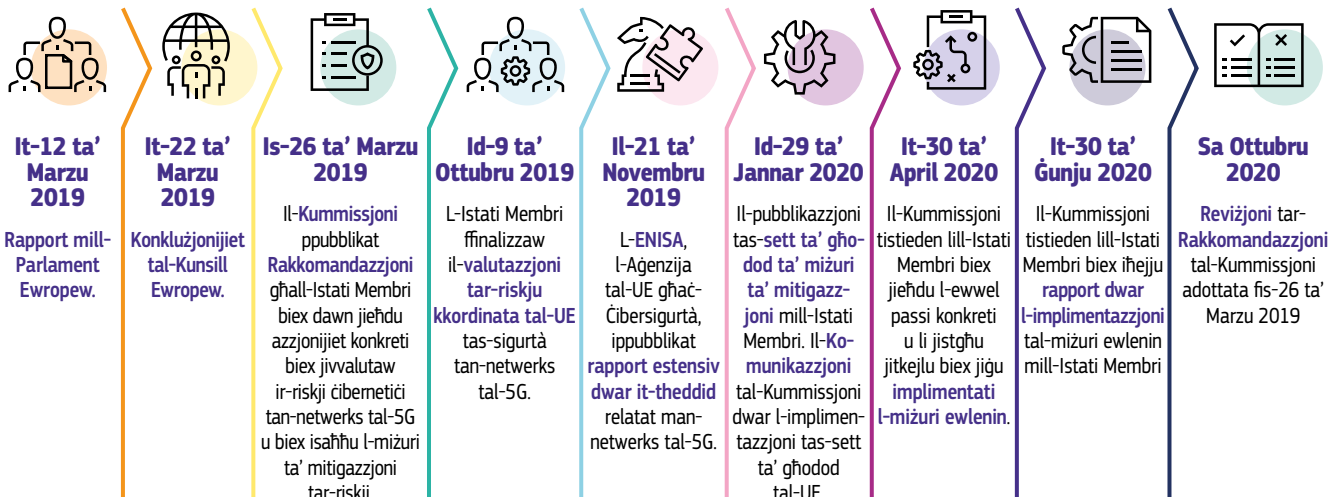 It-12 ta’
Marzu
2019
Rapport mill-
Parlament
Ewropew.
It-22 ta’
Marzu
2019
Konklużjonijiet
tal-Kunsill
Ewropew.
Is-26 ta’ Marzu
2019
Il-Kummissjoni
ppubblikat
Rakkomandazzjoni
għall-Istati Membri
biex dawn jieħdu
azzjonijiet konkreti
biex jivvalutaw
ir-riskji ċibernetiċi
tan-netwerks tal-5G
u biex isaħħu l-miżuri
ta’ mitigazzjoni
tar-riskji
Id-9 ta’
Ottubru 2019
L-Istati Membri
ffinalizzaw
il-valutazzjoni
tar-riskju
kkordinata tal-UE
tas-sigurtà
tan-netwerks
tal-5G.
Il-21 ta’
Novembru
2019
L-ENISA,
l-Aġenzija
tal-UE għaċ-
Ċibersigurtà,
ippubblikat
rapport estensiv
dwar it-theddid
relatat man-
netwerks tal-5G.
Id-29 ta’
Jannar 2020
Il-pubblikazzjoni
tas-sett ta’ għo-
dod ta’ miżuri
ta’ mitigazz-
joni mill-Istati
Membri. Il-Ko-
munikazzjoni
tal-Kummissjoni
dwar l-implimen-
tazzjoni tas-sett
ta’ għodod
tal-UE
It-30 ta’
April 2020
Il-Kummissjoni
tistieden lill-Istati
Membri biex
jieħdu l-ewwel
passi konkreti
u li jistgħu
jitkejlu biex jiġu
implimentati
l-miżuri ewlenin.
It-30 ta’
Ġunju 2020
Il-Kummissjoni
tistieden lill-Istati
Membri biex iħejju
rapport dwar
l-implimentazzjoni
tal-miżuri ewlenin
mill-Istati Membri
Sa Ottubru
2020
Reviżjoni tar-
Rakkomandazzjoni
tal-Kummissjoni
adottata fis-26 ta’
Marzu 2019